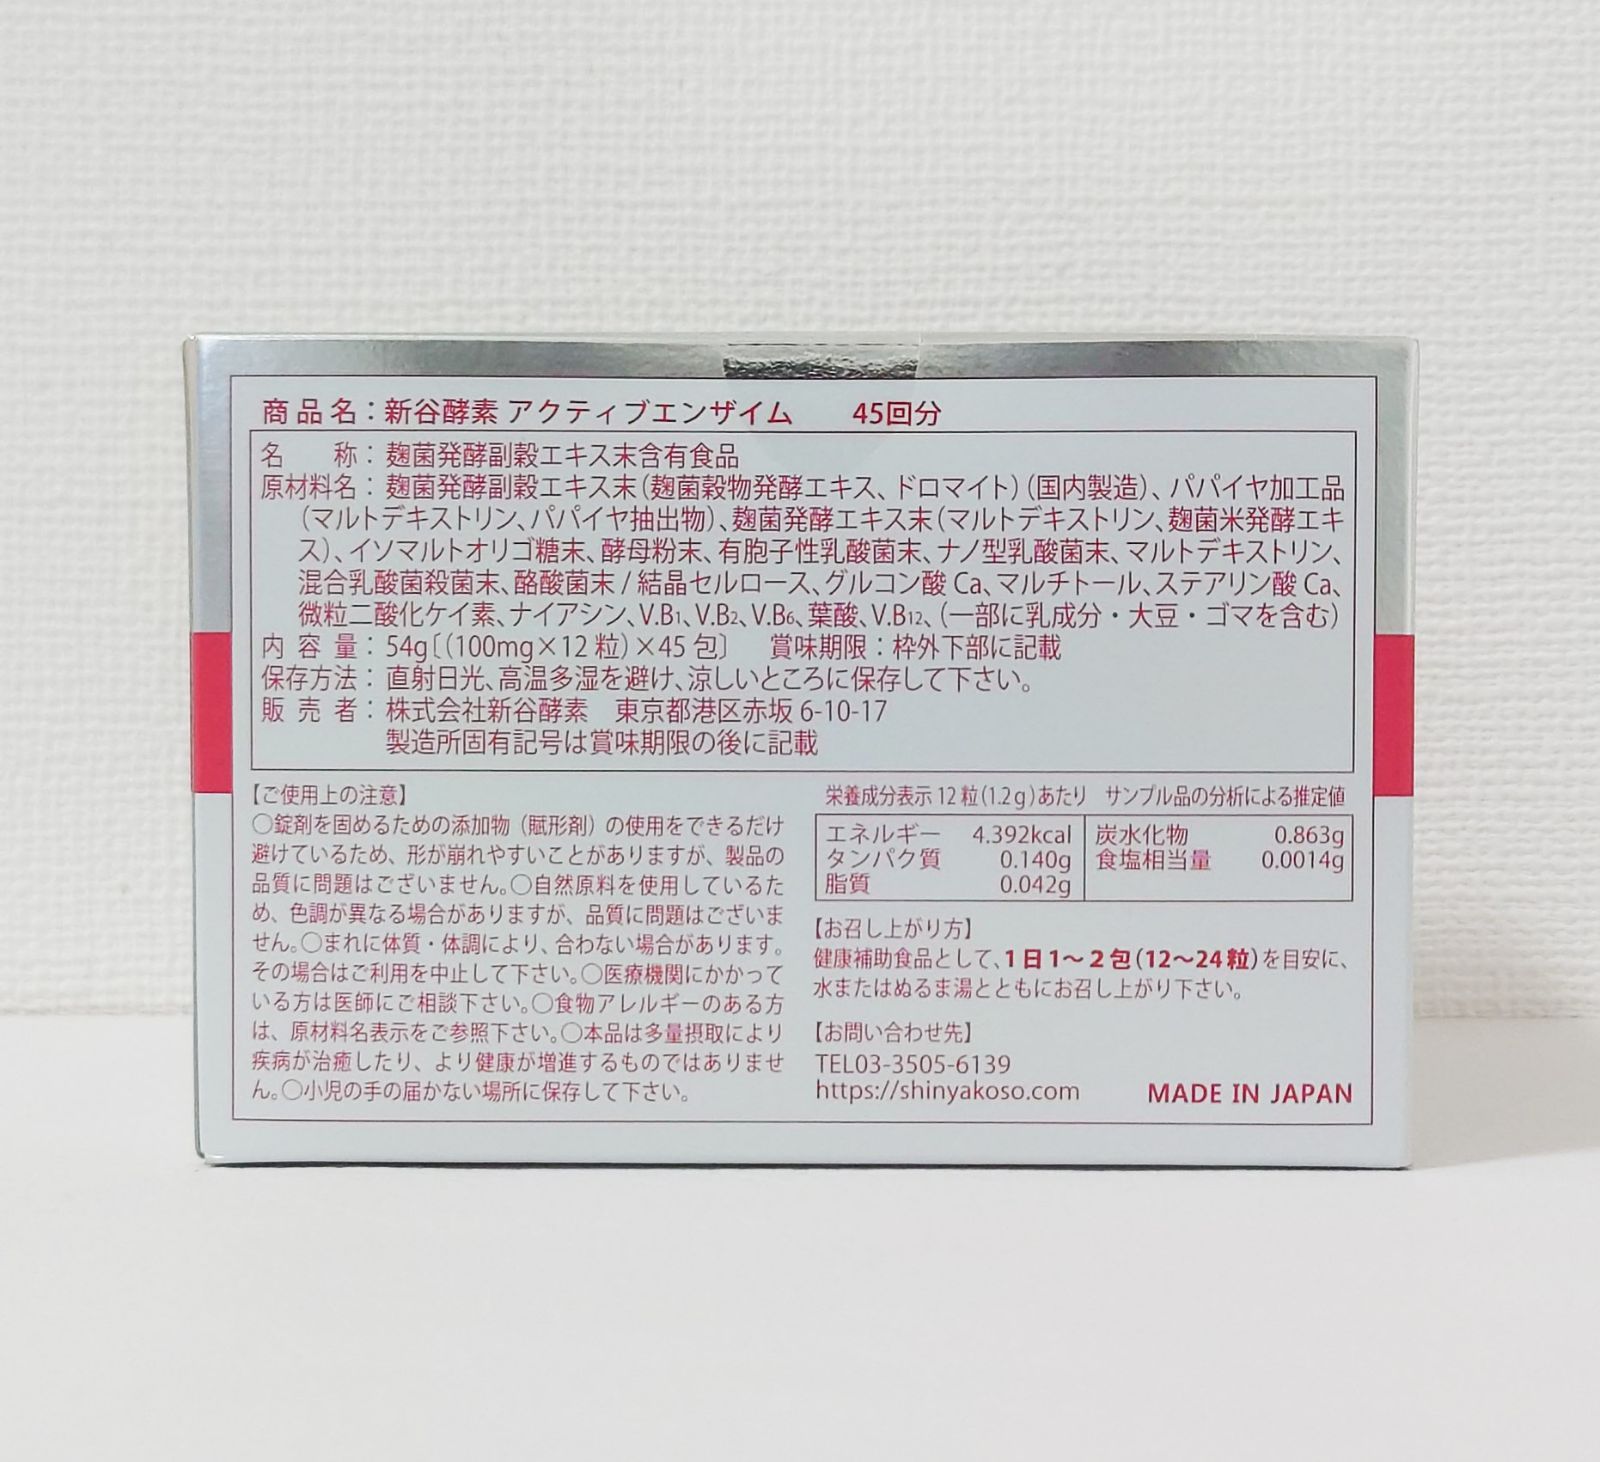 商品名：新谷酵素 アクティブエンザイム　45回分
名　称：麹菌発酵副穀エキス末含有食品
原材料名：麹菌発酵副穀エキス末（麹菌穀物発酵エキス、ドロマイト）（国内製造）、パパイヤ加工品
（マルトデキストリン、パパイヤ抽出物）、麹菌発酵エキス末（マルトデキストリン、麹菌米発酵エキ
ス）、イソマルトオリゴ糖末、酵母粉末、有胞子性乳酸菌末、ナノ型乳酸菌末、マルトデキストリン、
混合乳酸菌殺菌末、酪酸菌末 / 結晶セルロース、グルコン酸 Ca、マルチトール、ステアリン酸 Ca、
微粒二酸化ケイ素、ナイアシン、V.B1、V.B2、V.B6、葉酸、V.B12、（一部に乳成分・大豆・ゴマを含む）
内容量：54g〔（100mg×12 粒）×45 包〕　賞味期限：枠外下部に記載
保存方法：直射日光、高温多湿を避け、涼しいところに保存して下さい。
販売者：株式会社新谷酵素　東京都港区赤坂 6-10-17
製造所固有記号は賞味期限の後に記載
【ご使用上の注意】
○錠剤を固めるための添加物（賦形剤）の使用をできるだけ
避けているため、形が崩れやすいことがありますが、製品の
品質に問題はございません。○自然原料を使用しているた
め、色調が異なる場合がありますが、品質に問題はございま
せん。○まれに体質・体調により、合わない場合があります。
その場合はご利用を中止して下さい。○医療機関にかかって
いる方は医師にご相談下さい。○食物アレルギーのある方
は、原材料名表示をご参照下さい。○本品は多量摂取により
疾病が治癒したり、より健康が増進するものではありませ
ん。○小児の手の届かない場所に保存して下さい。
栄養成分表示 12 粒（1.2g）あたり　サンプル品の分析による推定値
エネルギー　4.392kcal　炭水化物　0.863g
タンパク質　0.140g　食塩相当量　0.0014g
脂質　0.042g
【お召し上がり方】
健康補助食品として、1日1～2包（12～24粒）を目安に、
水またはぬるま湯とともにお召し上がり下さい。
【お問い合わせ先】
TEL03-3505-6139
https://shinyakoso.com　MADE IN JAPAN